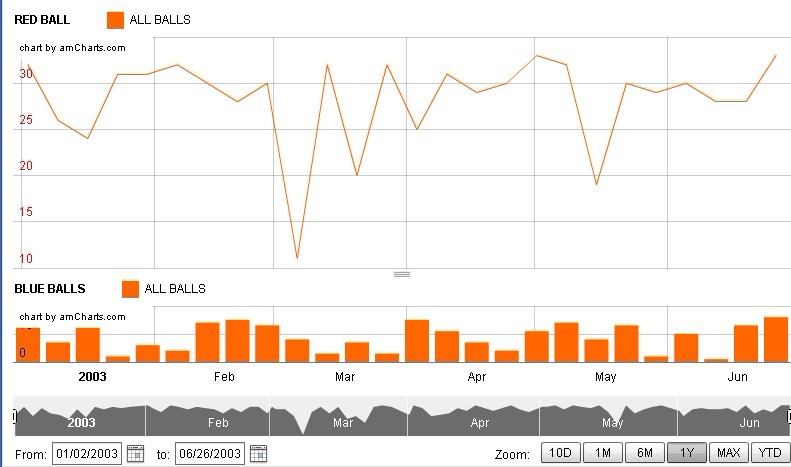 RED BALL ALL BALLS
chart by amCharts.com
30
25
20
15
10
BLUE BALLS ALL BALLS
chart by amCharts.com
0
2003 Feb Mar Apr May Jun
2003 Feb Mar Apr May Jun
From: 01/02/2003 to: 06/26/2003 Zoom: 10D 1M 6M 1Y MAX YTD